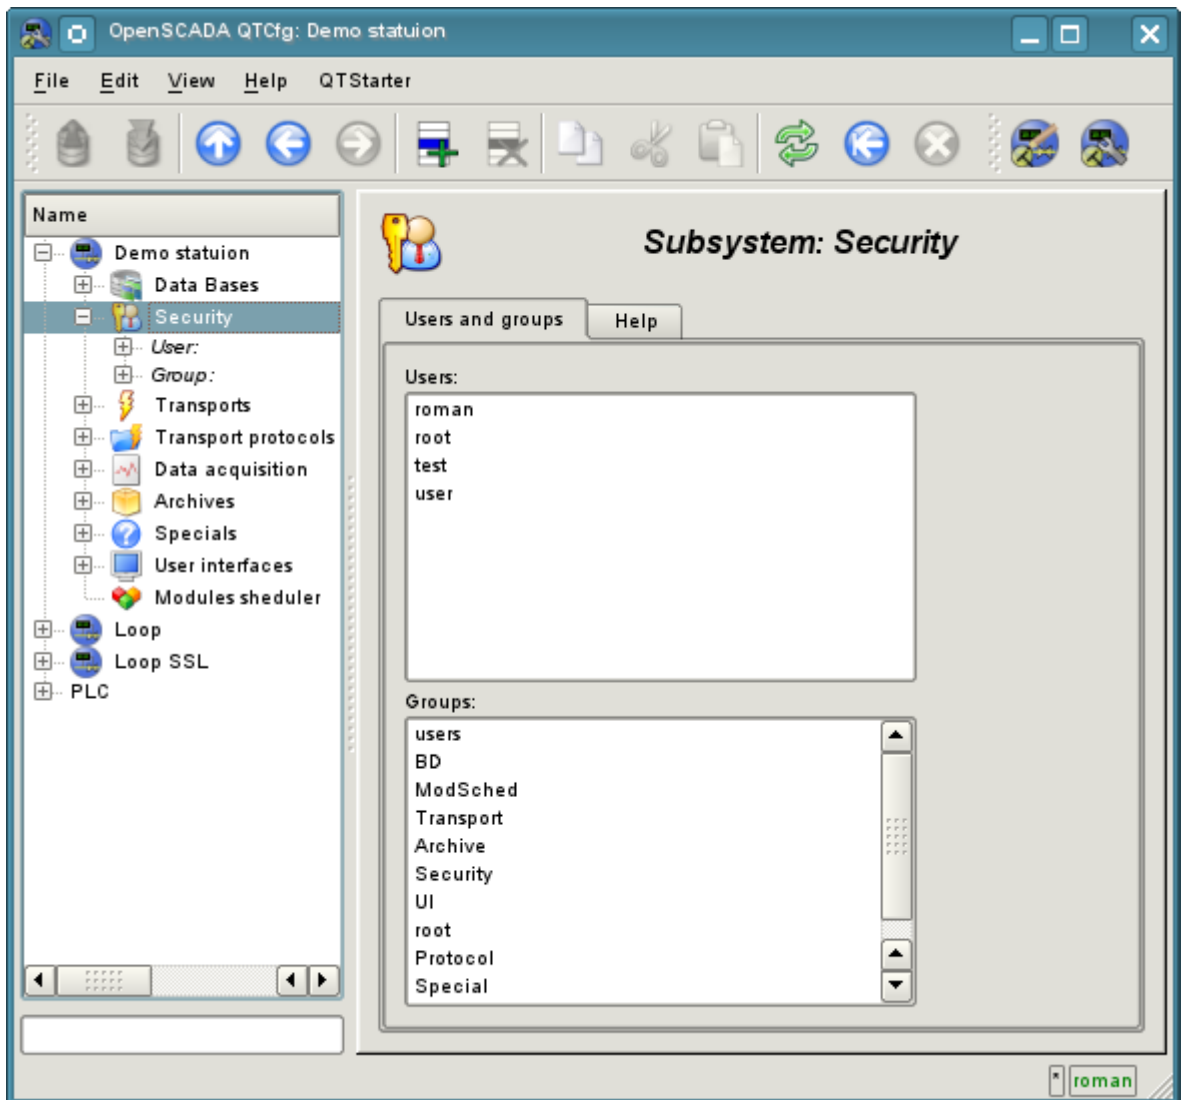 OpenSCADA QTCfg: Demo statuion
File Edit View Help QTStarter
Name
Demo statuion
Data Bases
Security
User:
Group:
Transports
Transport protocols
Data acquisition
Archives
Specials
User interfaces
Modules sheduler
Loop
Loop SSL
PLC
Subsystem: Security
Users and groups Help
Users:
roman
root
test
user
Groups:
users
BD
ModSched
Transport
Archive
Security
UI
root
Protocol
Special
* roman